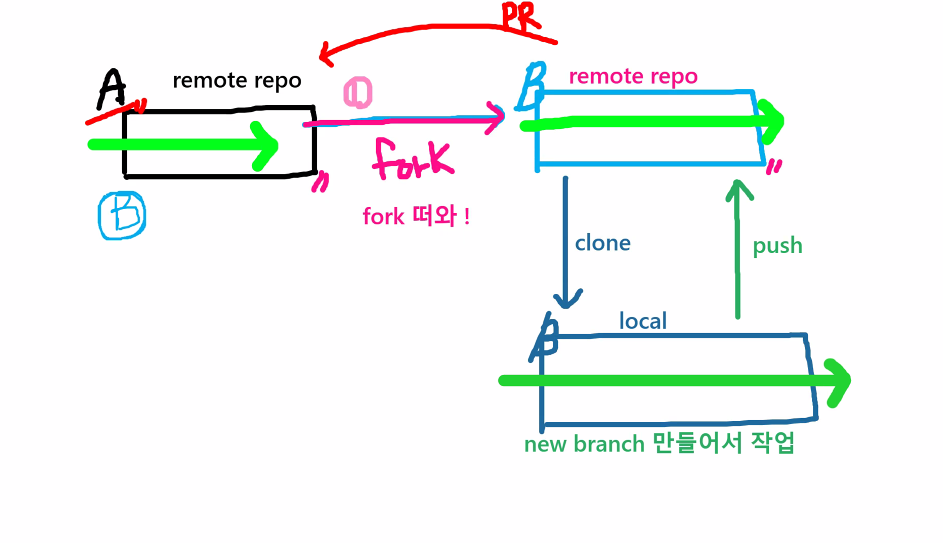 PR
A
remote repo
①
B
remote repo
fork
B
fork 떠와 !
clone
push
B
local
new branch 만들어서 작업